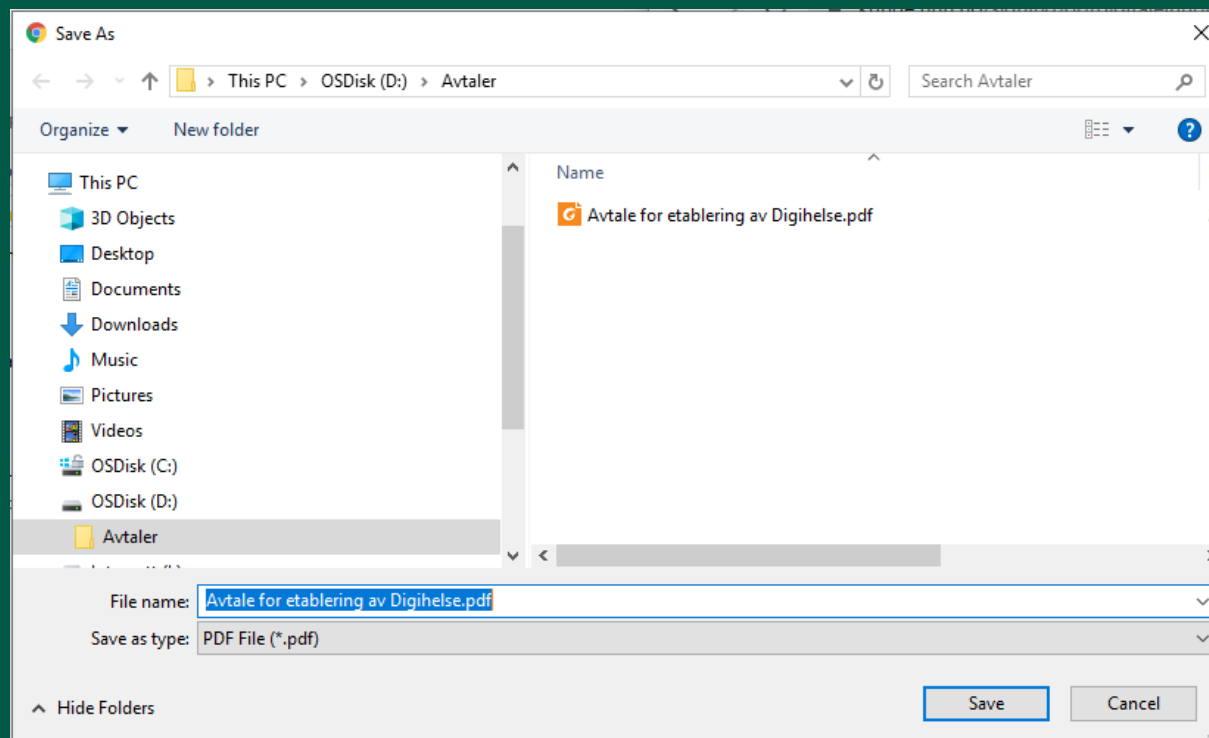 Save As
This PC > OSDisk (D:) > Avtaler
Search Avtaler
Organize
New folder
?
This PC
3D Objects
Desktop
Documents
Downloads
Music
Pictures
Videos
OSDisk (C:)
OSDisk (D:)
Avtaler
Name
Avtale for etablering av Digihelse.pdf
File name: Avtale for etablering av Digihelse.pdf
Save as type: PDF File (*.pdf)
Hide Folders
Save
Cancel